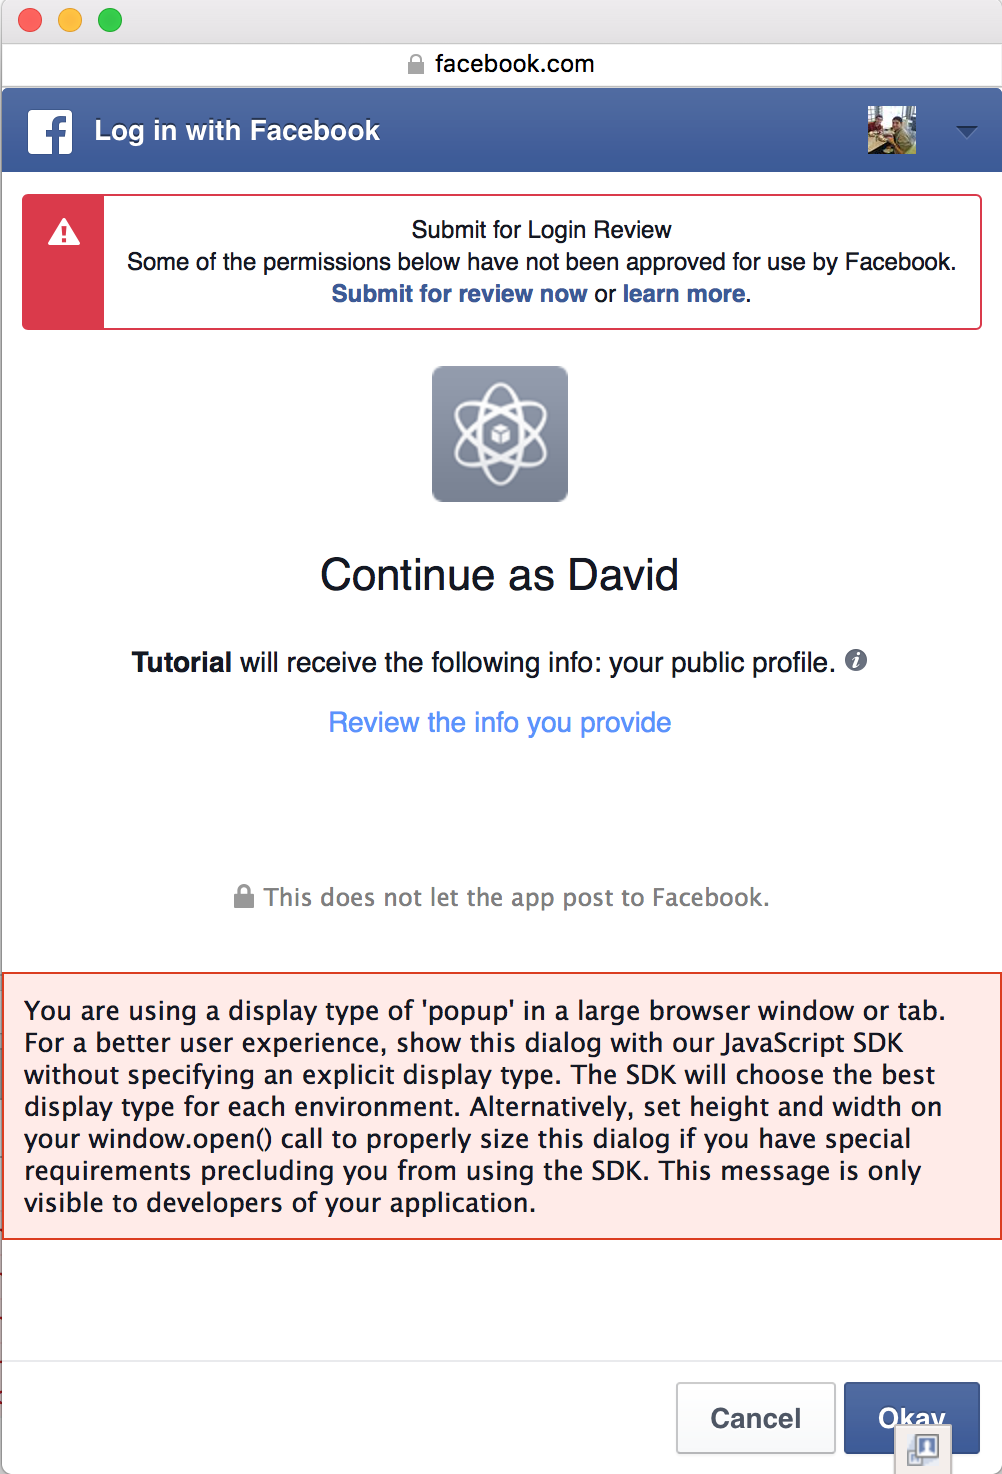 facebook.com
Log in with Facebook
Submit for Login Review
Some of the permissions below have not been approved for use by Facebook.
Submit for review now or learn more.
Continue as David
Tutorial will receive the following info: your public profile.
Review the info you provide
This does not let the app post to Facebook.
You are using a display type of 'popup' in a large browser window or tab.
For a better user experience, show this dialog with our JavaScript SDK
without specifying an explicit display type. The SDK will choose the best
display type for each environment. Alternatively, set height and width on
your window.open() call to properly size this dialog if you have special
requirements precluding you from using the SDK. This message is only
visible to developers of your application.
Cancel
Okay